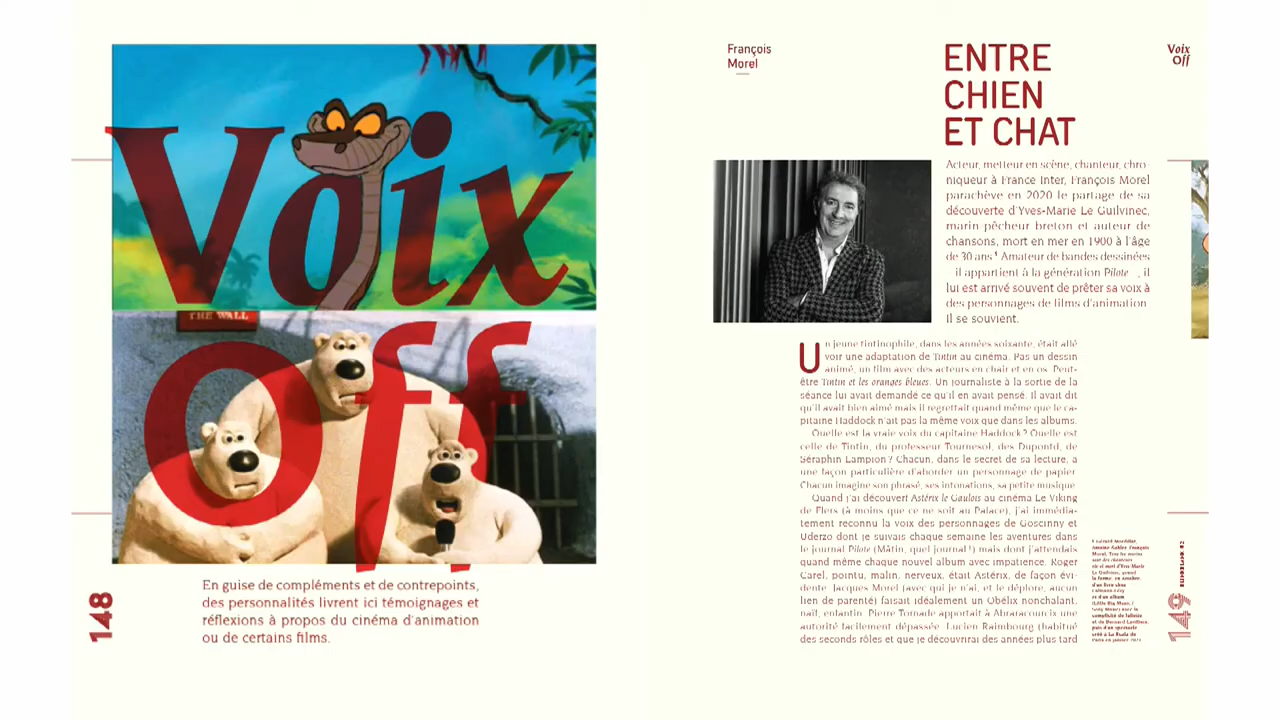 Voix
THE WALL
Off
En guise de compléments et de contrepoints,
des personnalités livrent ici témoignages et
réflexions à propos du cinéma d'animation
ou de certains films.
148
François
Morel
ENTRE
CHIEN
ET CHAT
Voix
Off
Acteur, metteur en scène, chanteur, chro-
niqueur à France Inter, François Morel
parachève en 2020 le partage de sa
découverte d'Yves-Marie Le Guilvinec,
marin pêcheur breton et auteur de
chansons, mort en mer en 1900 à l'âge
de 30 ans¹. Amateur de bandes dessinées
– il appartient à la génération Pilote –, il
lui est arrivé souvent de prêter sa voix à
des personnages de films d'animation.
Il se souvient.
Un jeune tintinophile, dans les années soixante, était allé
voir une adaptation de Tintin au cinéma. Pas un dessin
animé, un film avec des acteurs en chair et en os. Peut-
être Tintin et les oranges bleues. Un journaliste à la sortie de la
séance lui avait demandé ce qu'il en avait pensé. Il avait dit
qu'il avait bien aimé mais il regrettait quand même que le ca-
pitaine Haddock n'ait pas la même voix que dans les albums.
Quelle est la vraie voix du capitaine Haddock ? Quelle est
celle de Tintin, du professeur Tournesol, des Dupontd, de
Séraphin Lampion ? Chacun, dans le secret de sa lecture, a
une façon particulière d'aborder un personnage de papier.
Chacun imagine son phrasé, ses intonations, sa petite musique.
Quand j'ai découvert Astérix le Gaulois au cinéma Le Viking
de Flers (à moins que ce ne soit au Palace), j'ai immédia-
tement reconnu la voix des personnages de Goscinny et
Uderzo dont je suivais chaque semaine les aventures dans
le journal Pilote (Mâtin, quel journal !) mais dont j'attendais
quand même chaque nouvel album avec impatience. Roger
Carel, pointu, malin, nerveux, était Astérix, de façon évi-
dente. Jacques Morel (avec qui je n'ai, et le déplore, aucun
lien de parenté) faisait idéalement un Obélix nonchalant,
naïf, enfantin. Pierre Tornade apportait à Abraracourcix une
autorité facilement dépassée. Lucien Raimbourg (habitué
des seconds rôles et que je découvrirai des années plus tard
149